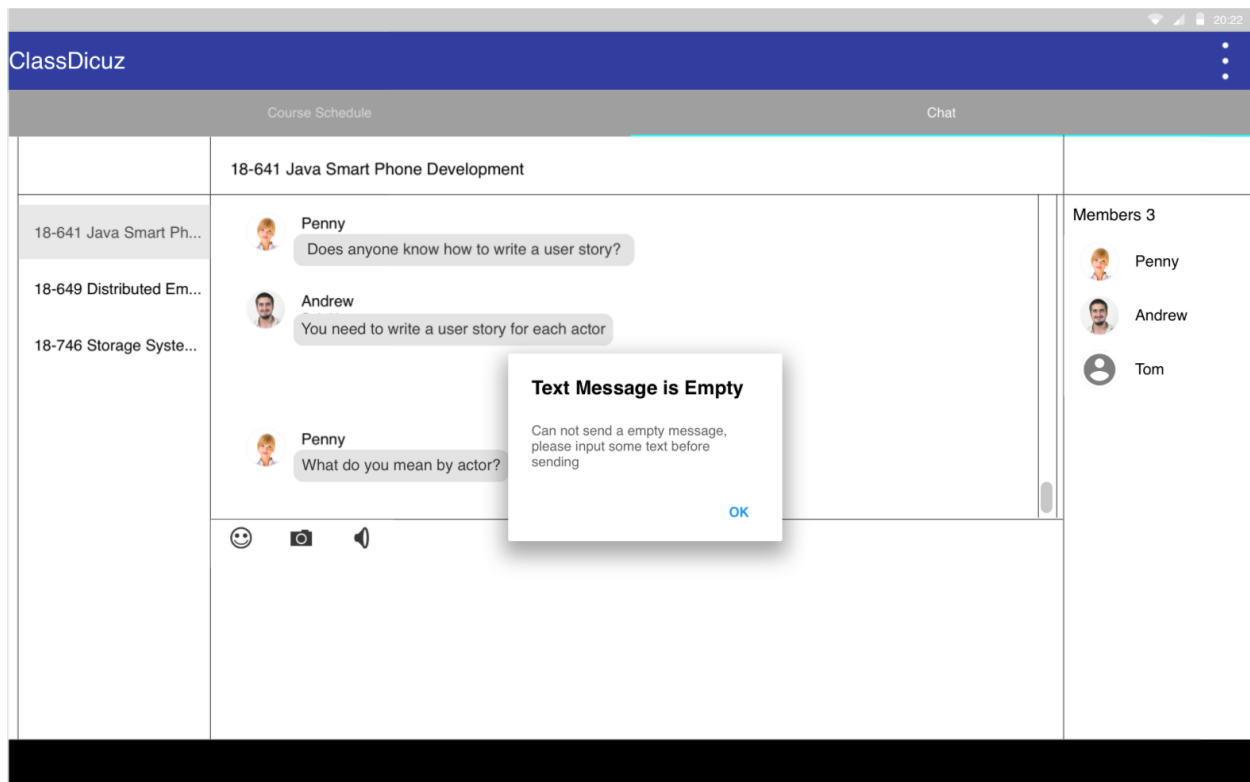 20:22
ClassDicuz
Course Schedule
Chat
18-641 Java Smart Phone Development
18-641 Java Smart Ph...
18-649 Distributed Em...
18-746 Storage Syste...
Penny
Does anyone know how to write a user story?
Andrew
You need to write a user story for each actor
Penny
What do you mean by actor?
Text Message is Empty
Can not send a empty message,
please input some text before
sending
OK
Members 3
Penny
Andrew
Tom